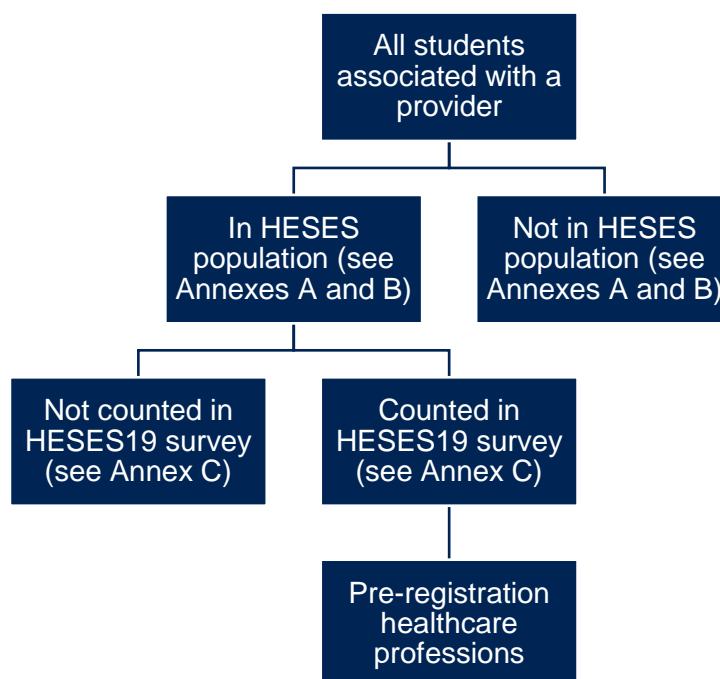 All students
associated with a
provider
In HESES
population (see
Annexes A and B)
Not in HESES
population (see
Annexes A and B)
Not counted in
HESES19 survey
(see Annex C)
Counted in
HESES19 survey
(see Annex C)
Pre-registration
healthcare
professions